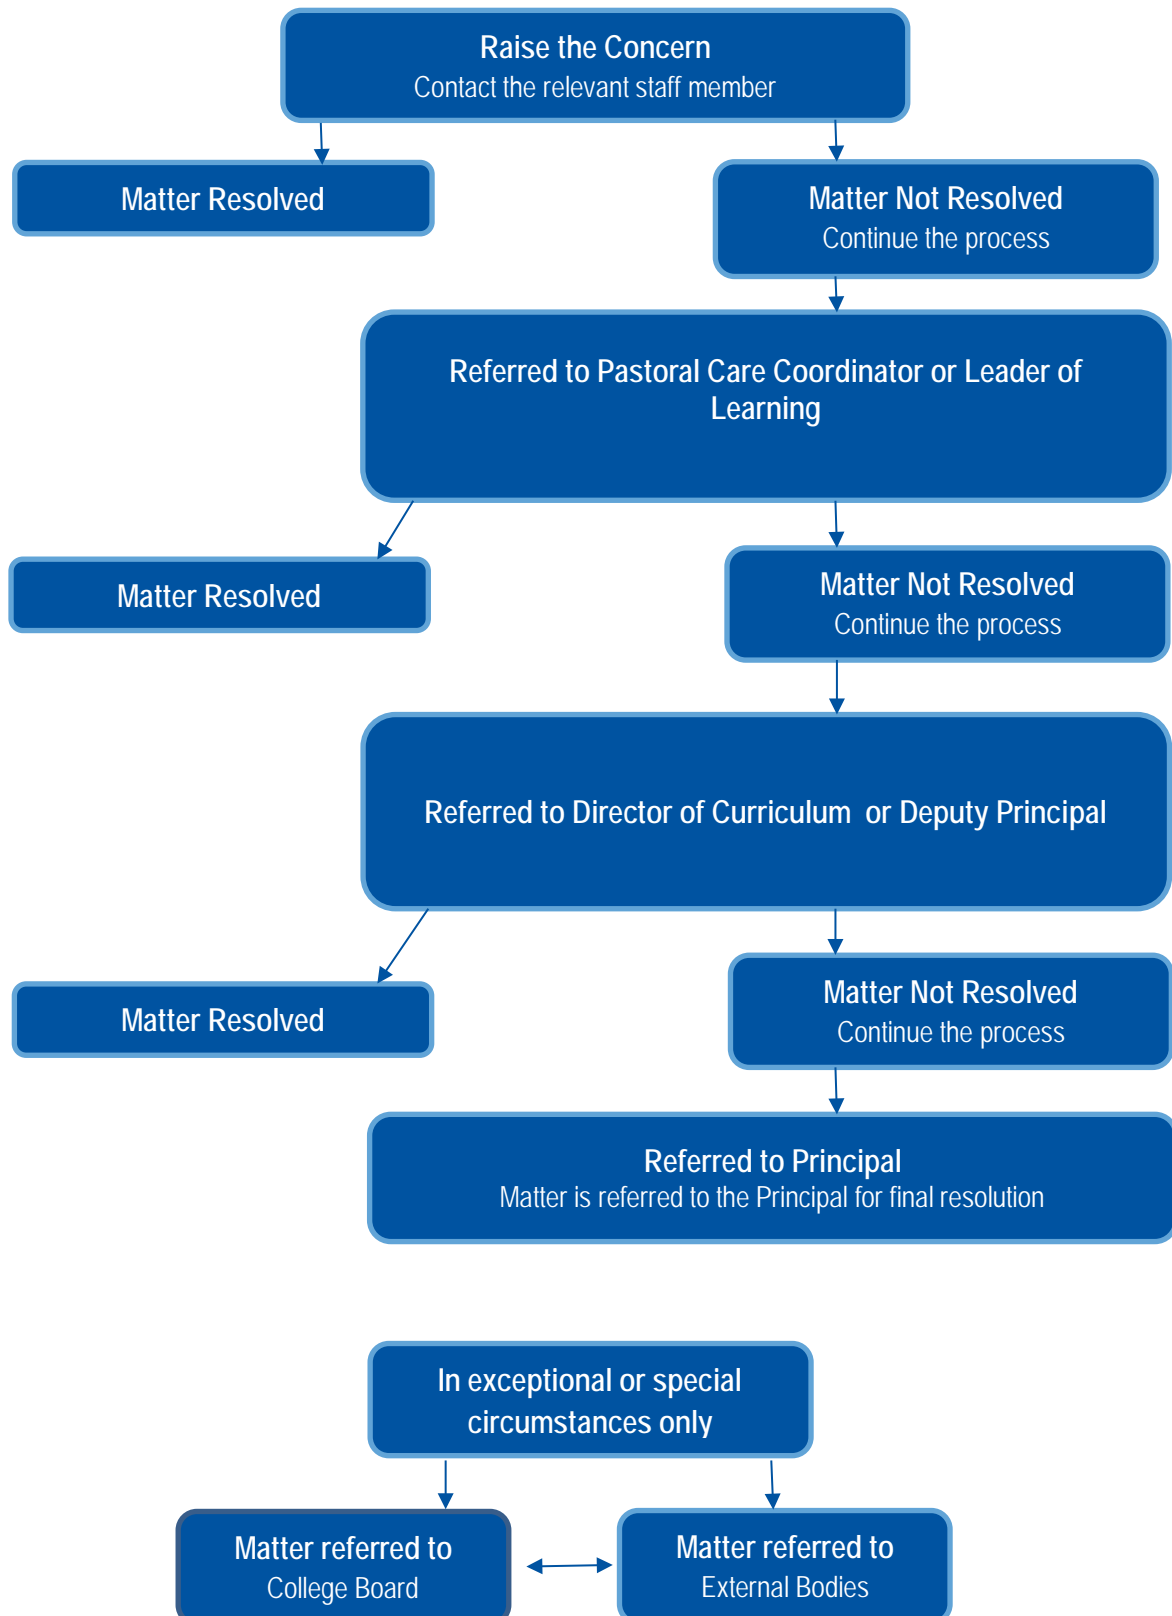 Raise the Concern
Contact the relevant staff member
Matter Resolved
Matter Not Resolved
Continue the process
Referred to Pastoral Care Coordinator or Leader of
Learning
Matter Resolved
Matter Not Resolved
Continue the process
Referred to Director of Curriculum  or Deputy Principal
Matter Resolved
Matter Not Resolved
Continue the process
Referred to Principal
Matter is referred to the Principal for final resolution
In exceptional or special
circumstances only
Matter referred to
College Board
Matter referred to
External Bodies